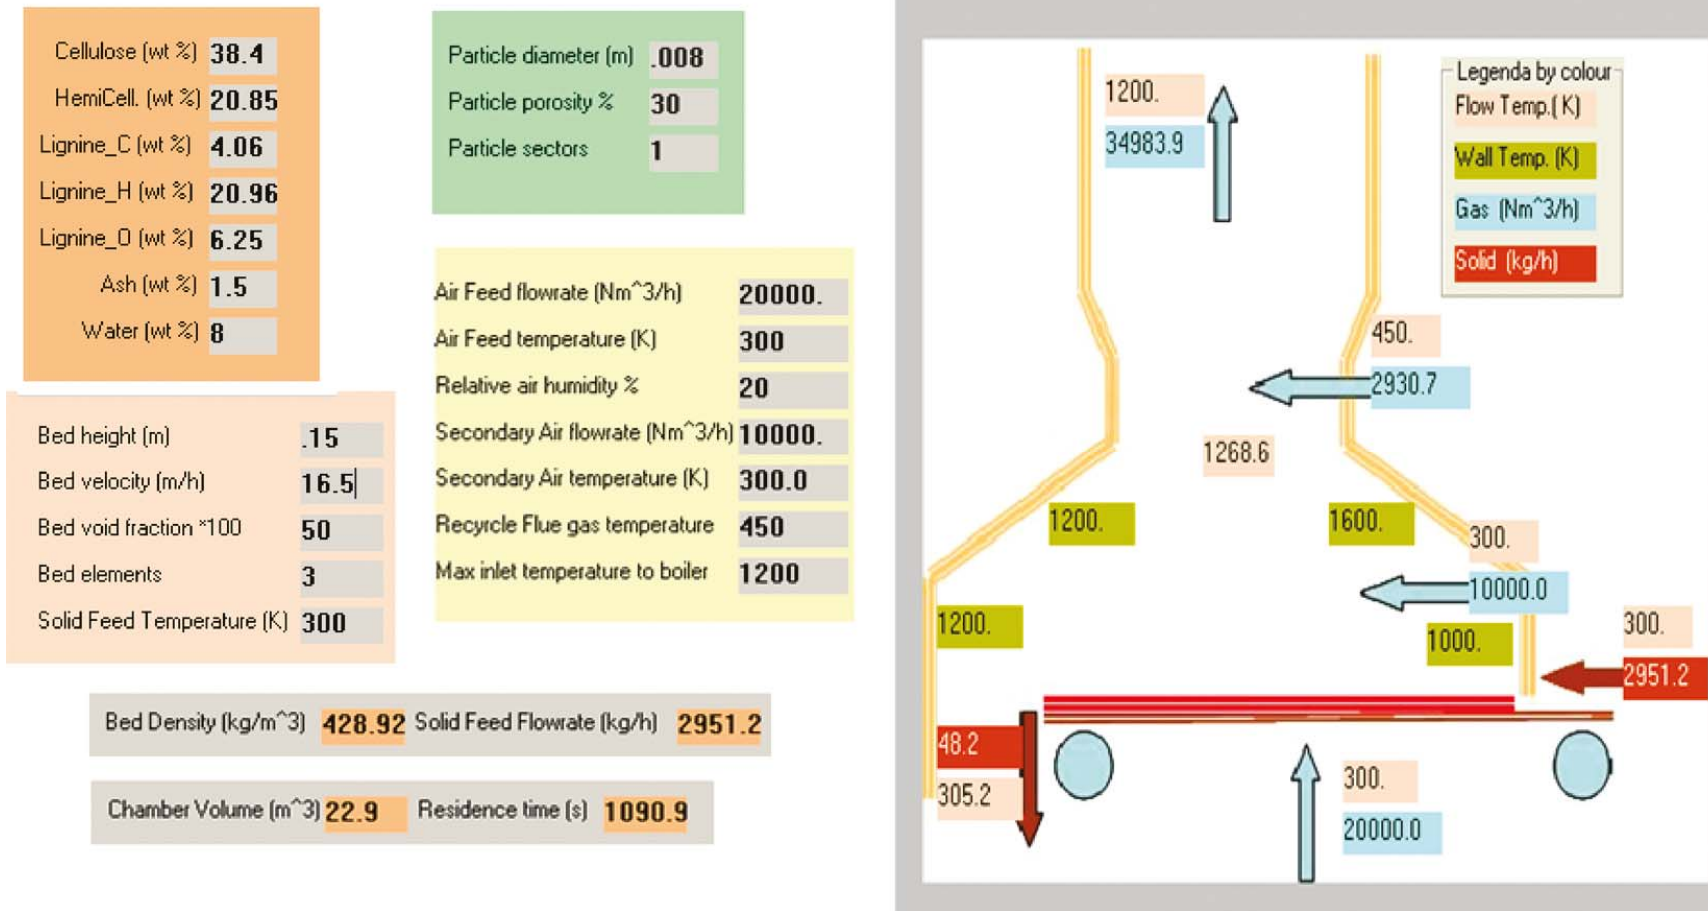 Cellulose (wt %) 38.4
HemiCell. (wt %) 20.85
Lignine_C (wt %) 4.06
Lignine_H (wt %) 20.96
Lignine_O (wt %) 6.25
Ash (wt %) 1.5
Water (wt %) 8
Particle diameter (m) .008
Particle porosity % 30
Particle sectors 1
Bed height (m) .15
Bed velocity (m/h) 16.5
Bed void fraction *100 50
Bed elements 3
Solid Feed Temperature (K) 300
Air Feed flowrate (Nm^3/h) 20000.
Air Feed temperature (K) 300
Relative air humidity % 20
Secondary Air flowrate (Nm^3/h) 10000.
Secondary Air temperature (K) 300.0
Recyrcle Flue gas temperature 450
Max inlet temperature to boiler 1200
Bed Density (kg/m^3) 428.92 Solid Feed Flowrate (kg/h) 2951.2
Chamber Volume (m^3) 22.9 Residence time (s) 1090.9
Legenda by colour
Flow Temp.( K)
Wall Temp. (K)
Gas (Nm^3/h)
Solid (kg/h)
1200.
34983.9
450.
2930.7
1268.6
1200.
1600.
300.
10000.0
1200.
1000.
300.
2951.2
48.2
305.2
300.
20000.0